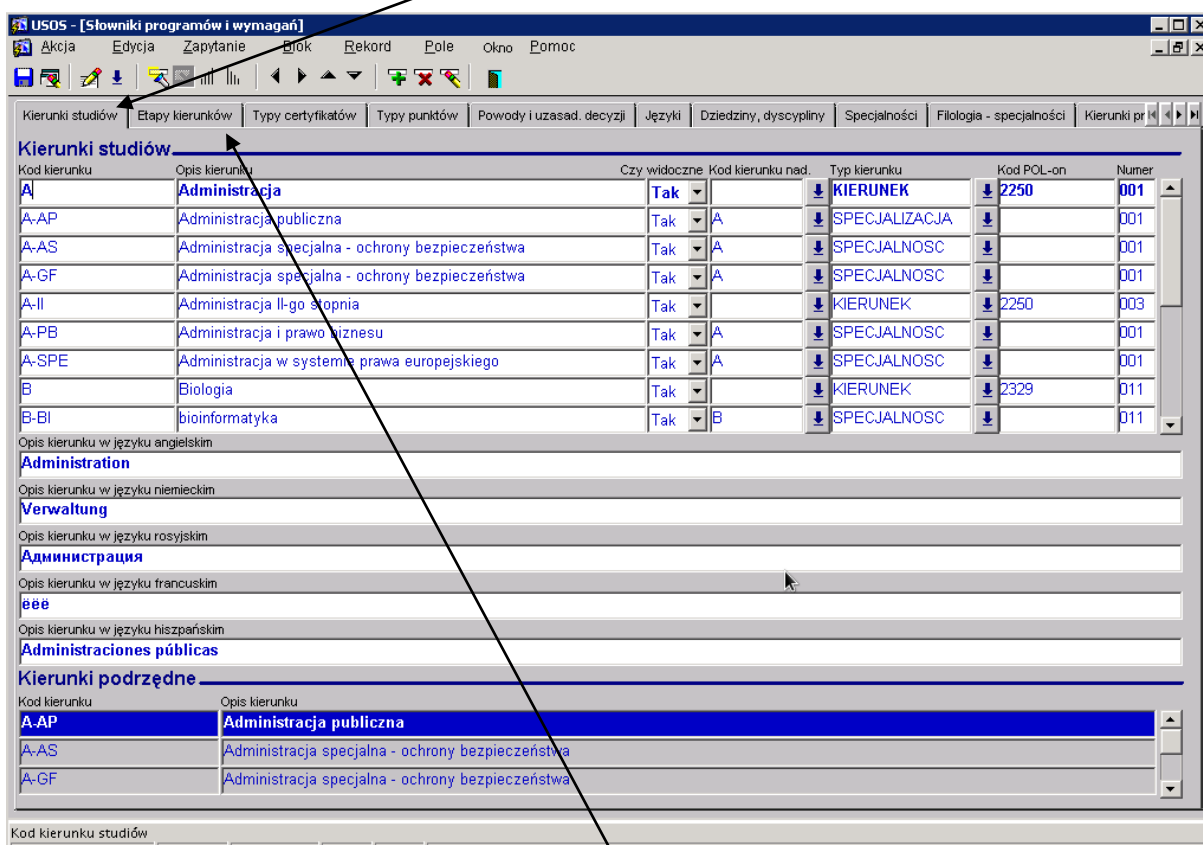 USOS - [Słowniki programów i wymagań]
Akcja Edycja Zapytanie Blok Rekord Pole Okno Pomoc
Kierunki studiów Etapy kierunków Typy certyfikatów Typy punktów Powody i uzasad. decyzji Języki Dziedziny, dyscypliny Specjalności Filologia - specjalności Kierunki pr
Kierunki studiów
Kod kierunku Opis kierunku Czy widoczne Kod kierunku nad. Typ kierunku Kod POL-on Numer
A Administracja Tak KIERUNEK 2250 001
A-AP Administracja publiczna Tak A SPECJALIZACJA 001
A-AS Administracja specjalna - ochrony bezpieczeństwa Tak A SPECJALNOSC 001
A-GF Administracja specjalna - ochrony bezpieczeństwa Tak A SPECJALNOSC 001
A-II Administracja II-go stopnia Tak KIERUNEK 2250 003
A-PB Administracja i prawo biznesu Tak A SPECJALNOSC 001
A-SPE Administracja w systemie prawa europejskiego Tak A SPECJALNOSC 001
B Biologia Tak KIERUNEK 2329 011
B-BI bioinformatyka Tak B SPECJALNOSC 011
Opis kierunku w języku angielskim
Administration
Opis kierunku w języku niemieckim
Verwaltung
Opis kierunku w języku rosyjskim
Администрация
Opis kierunku w języku francuskim
ëëë
Opis kierunku w języku hiszpańskim
Administraciones públicas
Kierunki podrzędne
Kod kierunku Opis kierunku
A-AP Administracja publiczna
A-AS Administracja specjalna - ochrony bezpieczeństwa
A-GF Administracja specjalna - ochrony bezpieczeństwa
Kod kierunku studiów